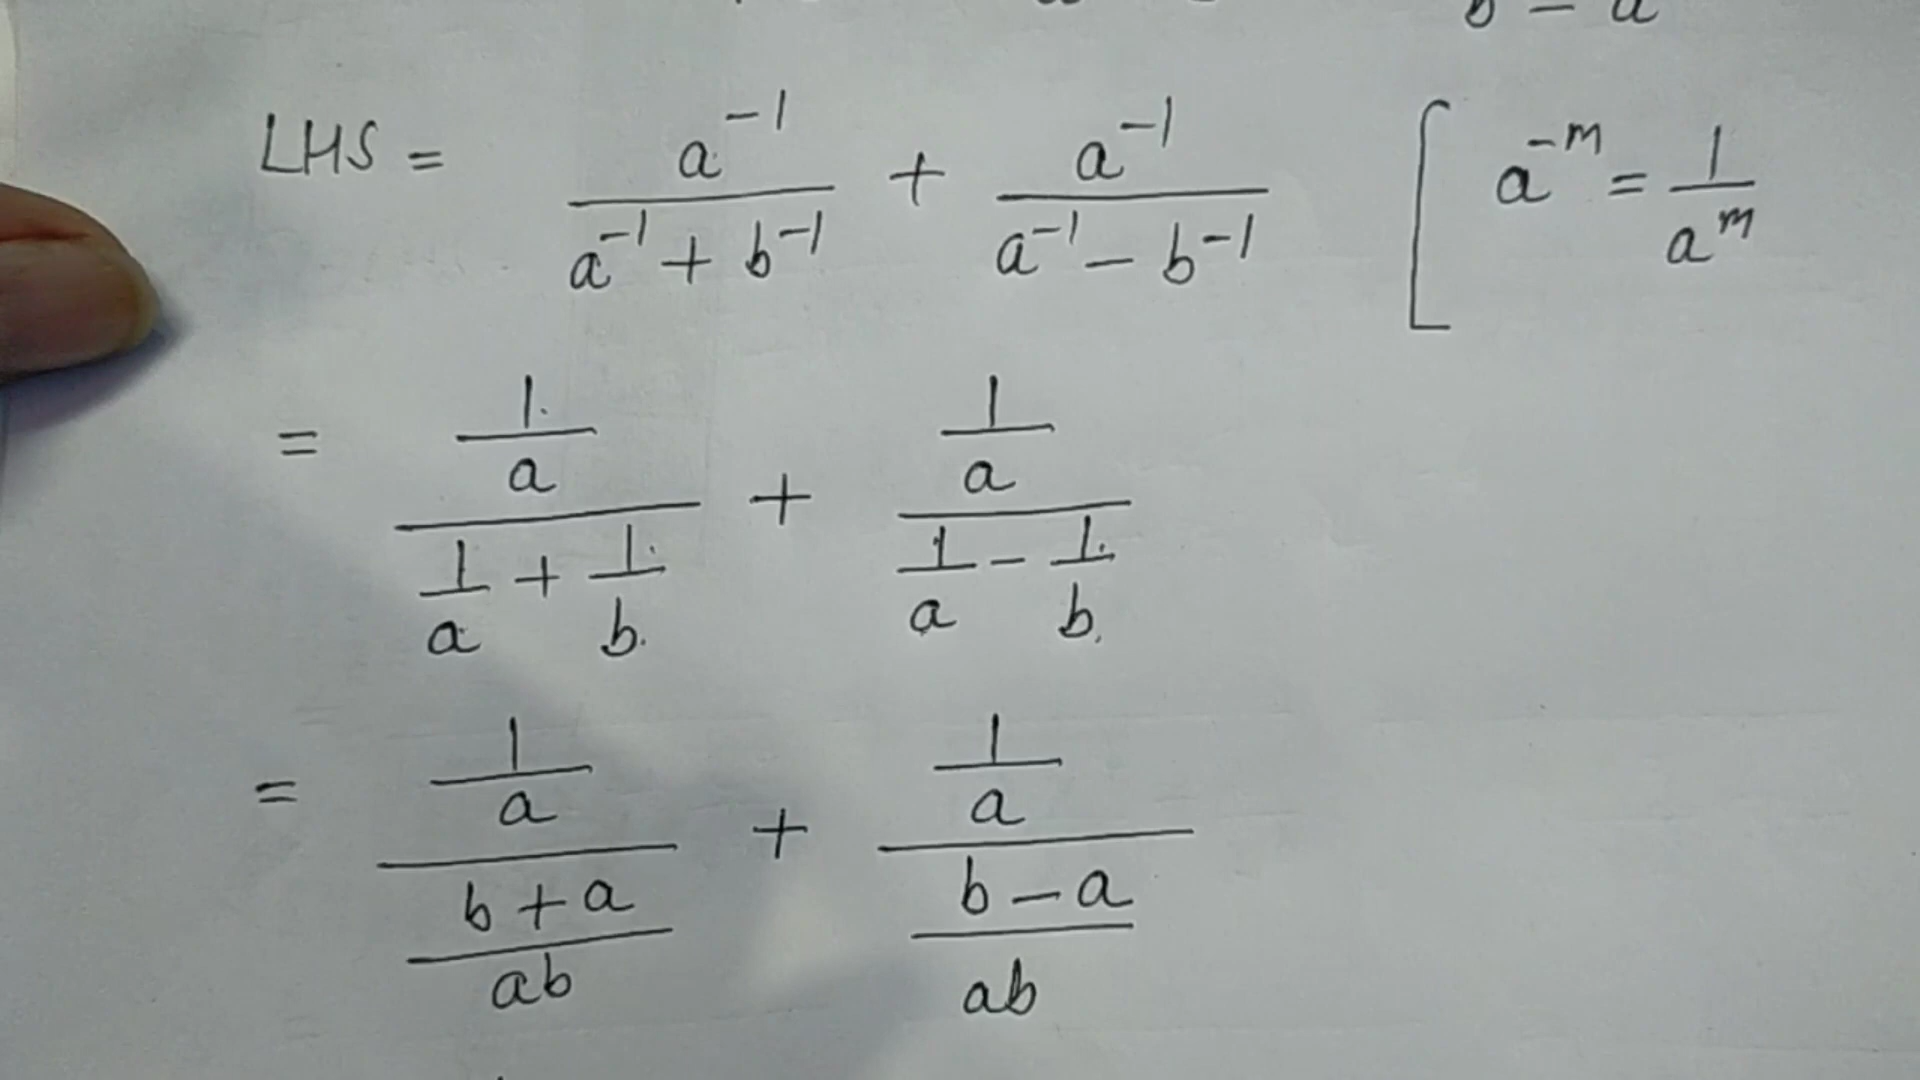 b - a
LHS = a^{-1} / (a^{-1} + b^{-1}) + a^{-1} / (a^{-1} - b^{-1}) [ a^{-m} = 1 / a^{m}
= (1/a) / (1/a + 1/b) + (1/a) / (1/a - 1/b)
= (1/a) / ((b + a)/ab) + (1/a) / ((b - a)/ab)